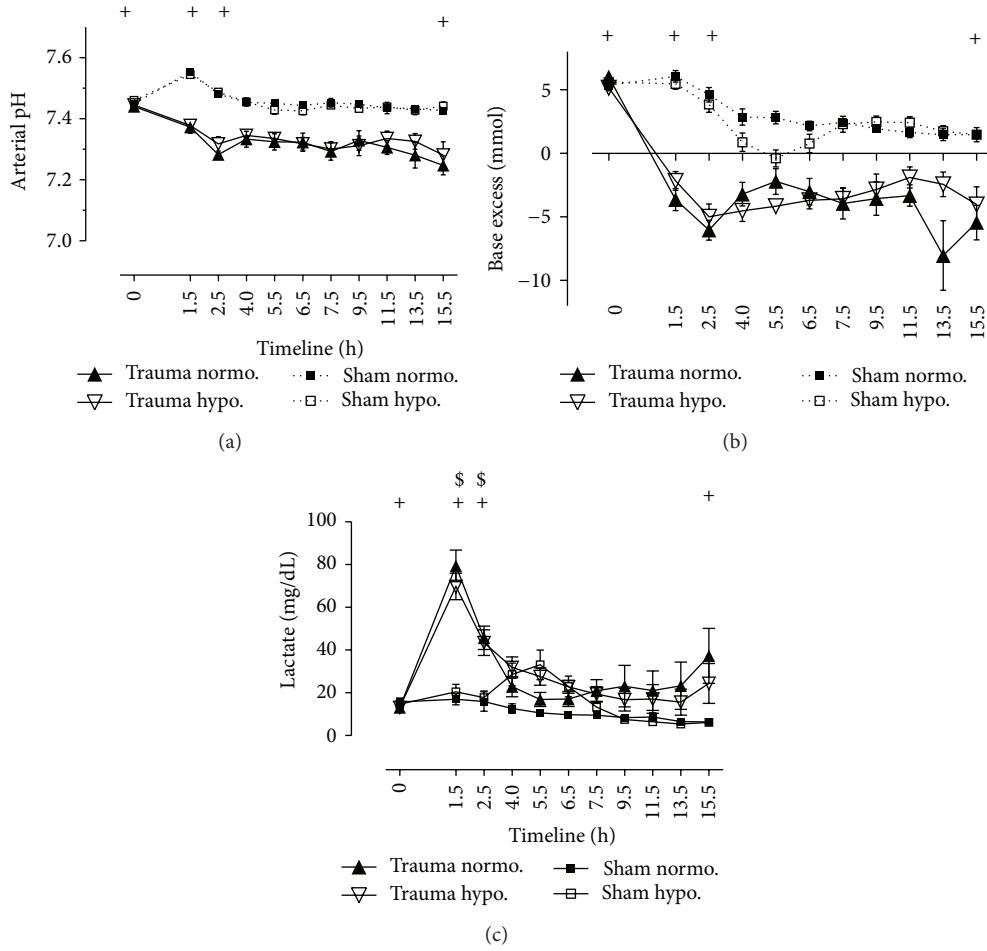 + + + +
7.6
7.4
7.2
7.0
Arterial pH
0 1.5 2.5 4.0 5.5 6.5 7.5 9.5 11.5 13.5 15.5
Timeline (h)
Trauma normo. Sham normo.
Trauma hypo. Sham hypo.
(a)
+ + + +
5
0
−5
−10
Base excess (mmol)
0 1.5 2.5 4.0 5.5 6.5 7.5 9.5 11.5 13.5 15.5
Trauma normo. Sham normo.
Trauma hypo. Sham hypo.
(b)
$ $
+ + + +
100
80
60
40
20
0
Lactate (mg/dL)
0 1.5 2.5 4.0 5.5 6.5 7.5 9.5 11.5 13.5 15.5
Timeline (h)
Trauma normo. Sham normo.
Trauma hypo. Sham hypo.
(c)